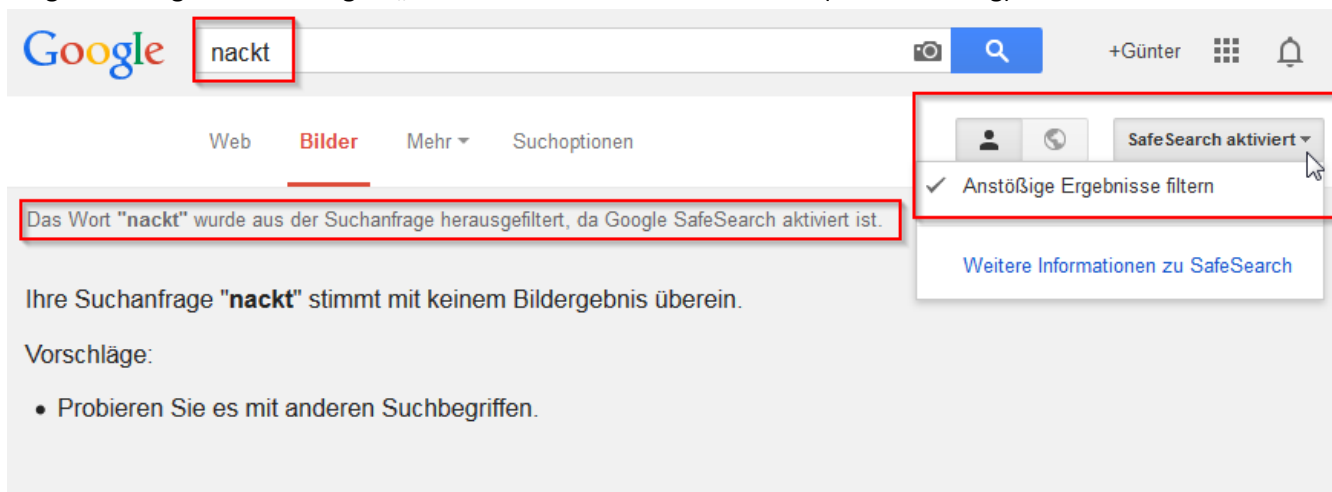 Google nackt +Günter
Web Bilder Mehr Suchoptionen SafeSearch aktiviert
Anstößige Ergebnisse filtern
Das Wort "nackt" wurde aus der Suchanfrage herausgefiltert, da Google SafeSearch aktiviert ist.
Weitere Informationen zu SafeSearch
Ihre Suchanfrage "nackt" stimmt mit keinem Bildergebnis überein.
Vorschläge:
• Probieren Sie es mit anderen Suchbegriffen.